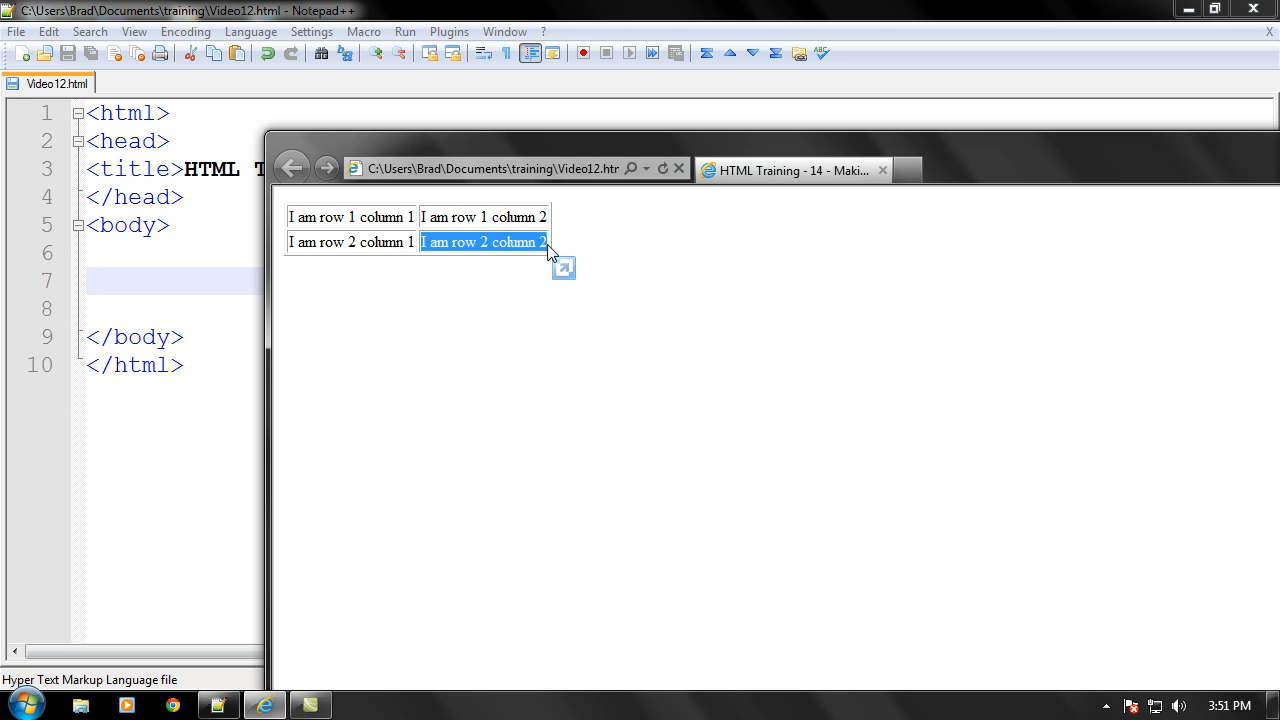 C:\Users\Brad\Documents\training\Video12.html - Notepad++
File Edit Search View Encoding Language Settings Macro Run Plugins Window ? X
Video12.html
1 <html>
2 <head>
3 <title>HTML T
4 </head>
5 <body>
6
7
8
9 </body>
10 </html>
C:\Users\Brad\Documents\training\Video12.htr
HTML Training - 14 - Maki...
I am row 1 column 1 I am row 1 column 2
I am row 2 column 1 I am row 2 column 2
Hyper Text Markup Language file
3:51 PM